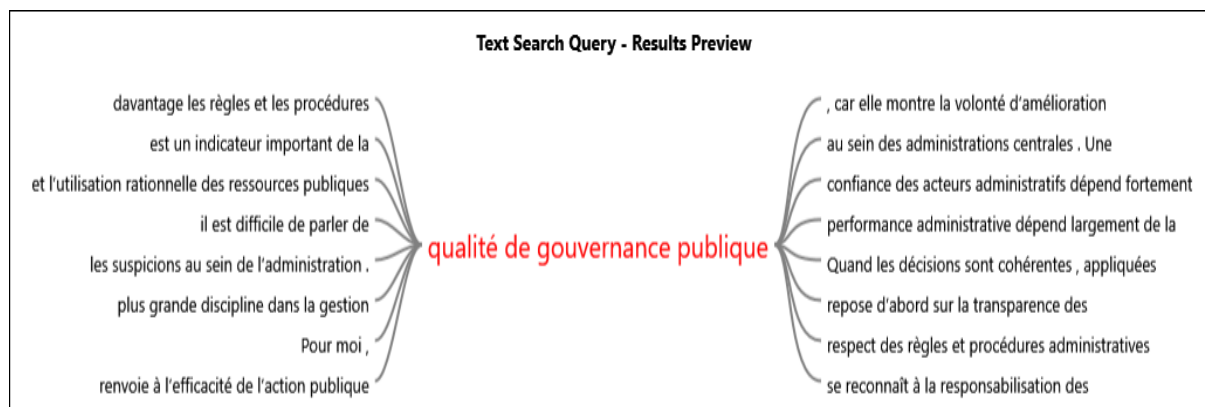 Text Search Query - Results Preview
davantage les règles et les procédures
est un indicateur important de la
et l'utilisation rationnelle des ressources publiques
il est difficile de parler de
les suspicions au sein de l'administration .
plus grande discipline dans la gestion
Pour moi ,
renvoie à l'efficacité de l'action publique
qualité de gouvernance publique
, car elle montre la volonté d'amélioration
au sein des administrations centrales . Une
confiance des acteurs administratifs dépend fortement
performance administrative dépend largement de la
Quand les décisions sont cohérentes , appliquées
repose d'abord sur la transparence des
respect des règles et procédures administratives
se reconnaît à la responsabilisation des